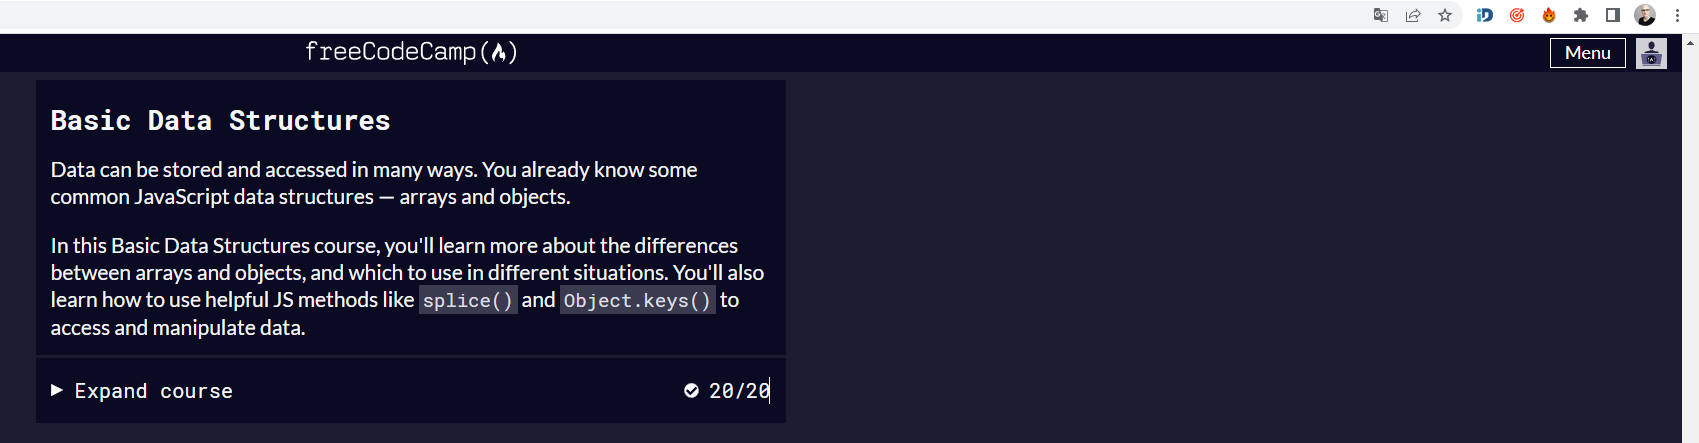 freeCodeCamp(🔥)
Menu
Basic Data Structures
Data can be stored and accessed in many ways. You already know some
common JavaScript data structures — arrays and objects.
In this Basic Data Structures course, you'll learn more about the differences
between arrays and objects, and which to use in different situations. You'll also
learn how to use helpful JS methods like splice() and Object.keys() to
access and manipulate data.
Expand course
20/20